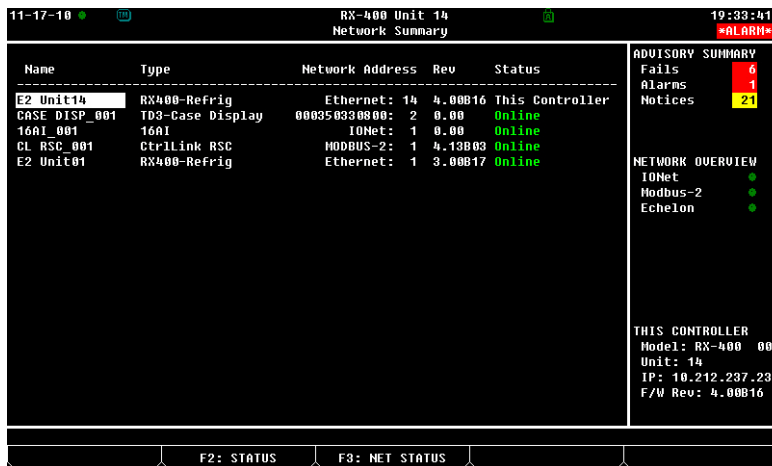 11-17-10 TM RX-400 Unit 14 19:33:41
Network Summary *ALARM*
ADVISORY SUMMARY
Fails 6
Alarms 1
Notices 21
Name Type Network Address Rev Status
E2 Unit14 RX400-Refrig Ethernet: 14 4.00B16 This Controller
CASE DISP_001 TD3-Case Display 000350330800: 2 0.00 Online
16AI_001 16AI IONet: 1 0.00 Online
CL RSC_001 CtrlLink RSC MODBUS-2: 1 4.13B03 Online
E2 Unit01 RX400-Refrig Ethernet: 1 3.00B17 Online
NETWORK OVERVIEW
IONet
Modbus-2
Echelon
THIS CONTROLLER
Model: RX-400 00
Unit: 14
IP: 10.212.237.23
F/W Rev: 4.00B16
F2: STATUS F3: NET STATUS